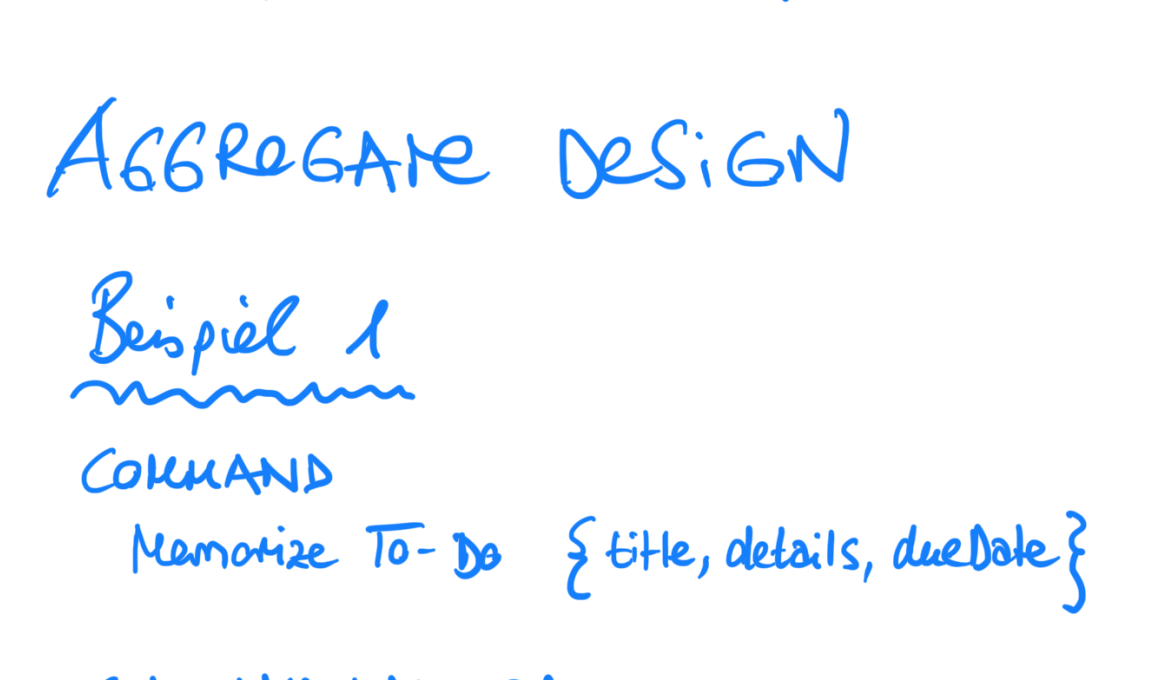 AGGREGATE DESIGN
Beispiel 1
COMMAND
Memorize To-Do {title, details, dueDate}